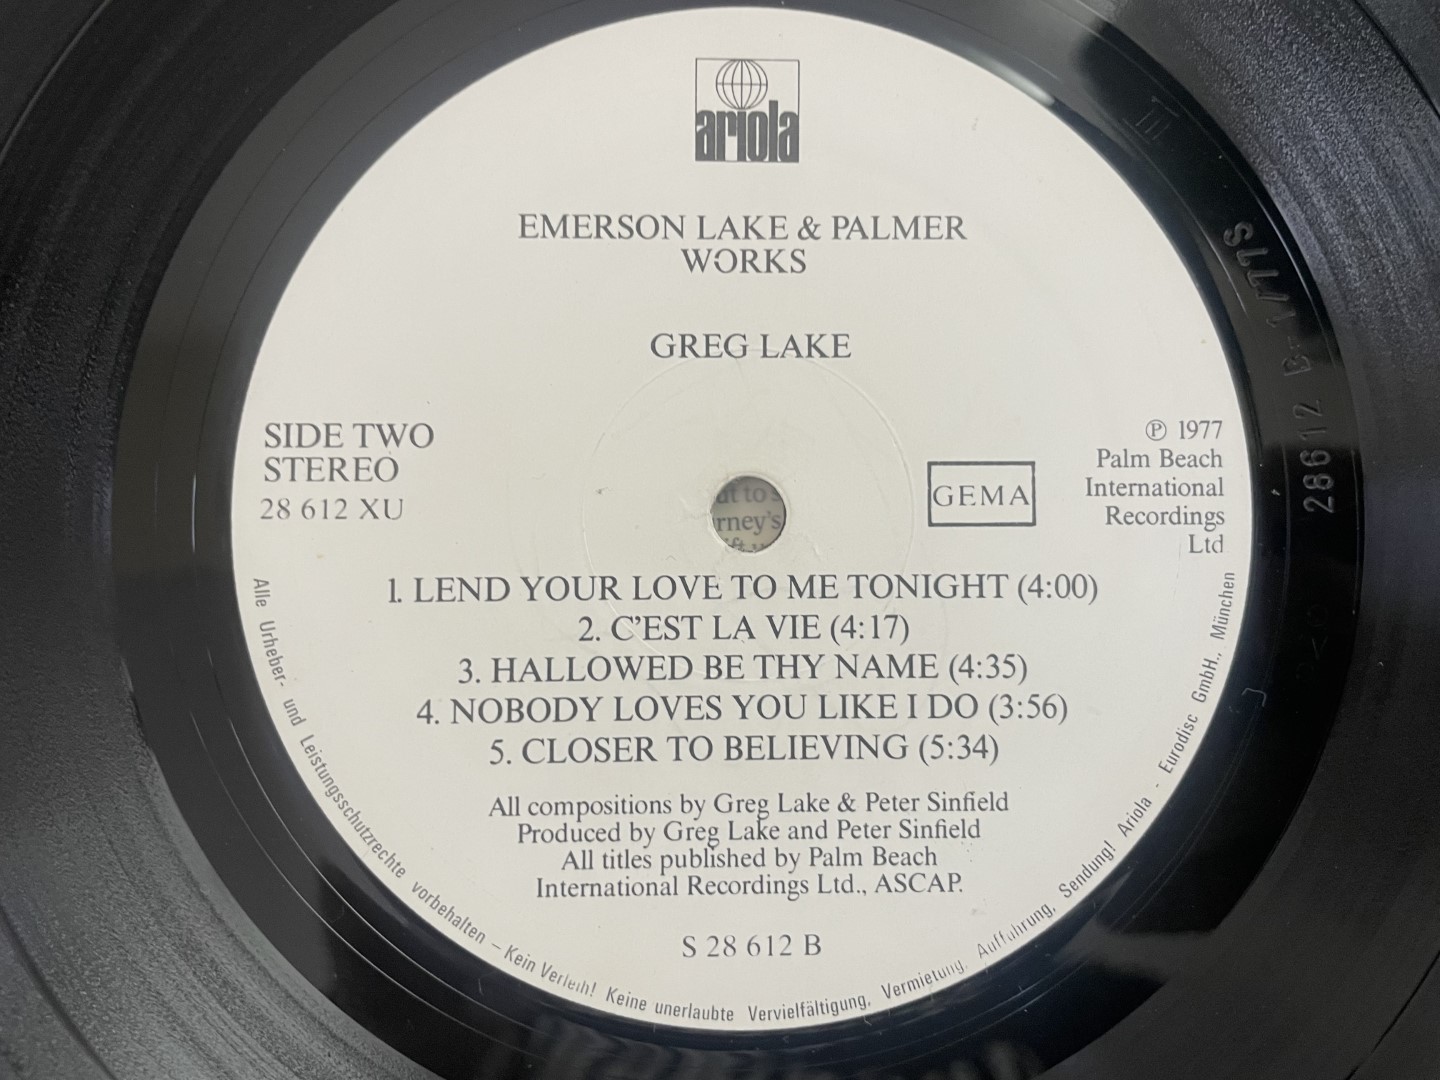 ariola
EMERSON LAKE & PALMER
WORKS
GREG LAKE
SIDE TWO
STEREO
28 612 XU
GEMA
℗ 1977
Palm Beach
International
Recordings
Ltd
1. LEND YOUR LOVE TO ME TONIGHT (4:00)
2. C'EST LA VIE (4:17)
3. HALLOWED BE THY NAME (4:35)
4. NOBODY LOVES YOU LIKE I DO (3:56)
5. CLOSER TO BELIEVING (5:34)
All compositions by Greg Lake & Peter Sinfield
Produced by Greg Lake and Peter Sinfield
All titles published by Palm Beach
International Recordings Ltd., ASCAP.
S 28 612 B
Alle Urheber- und Leistungsschutzrechte vorbehalten – Kein Verleih! Keine unerlaubte Vervielfältigung, Vermietung, Aufführung, Sendung! Ariola - Eurodisc GmbH., München
28612 B-1/77S
to
rney's